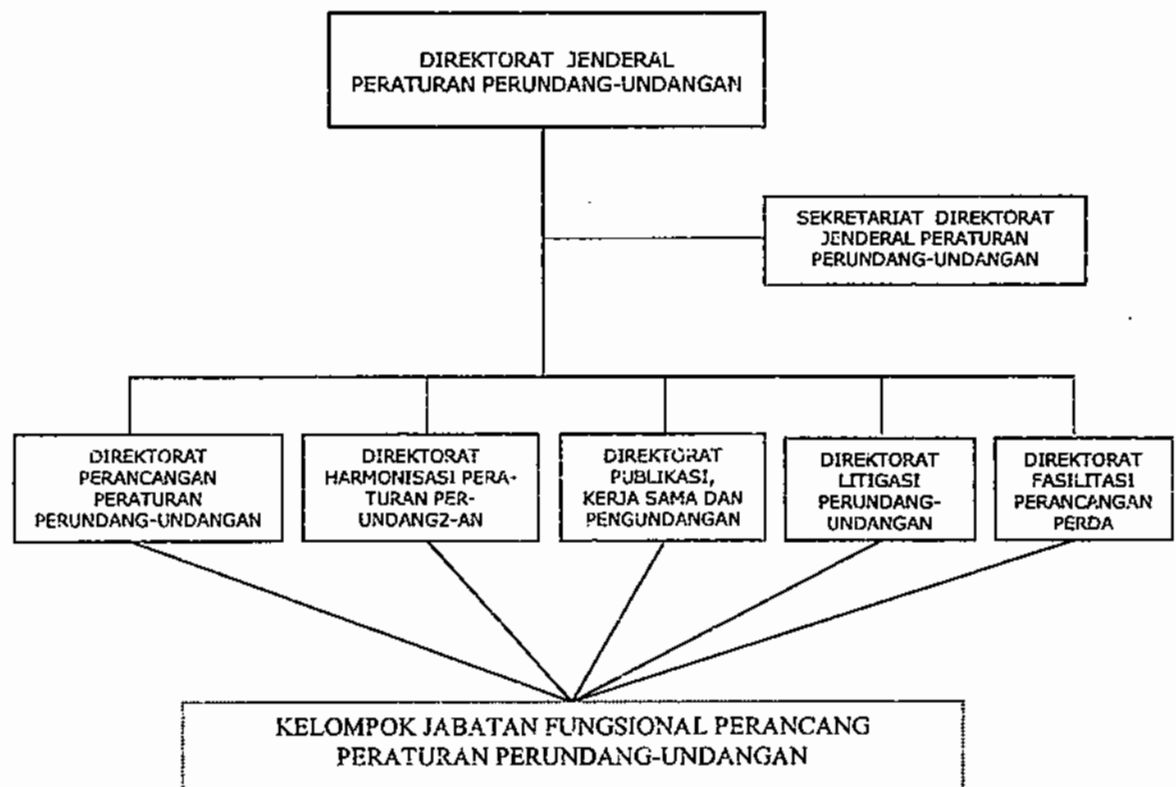 DIREKTORAT JENDERAL
PERATURAN PERUNDANG-UNDANGAN
SEKRETARIAT DIREKTORAT
JENDERAL PERATURAN
PERUNDANG-UNDANGAN
DIREKTORAT
PERANCANGAN
PERATURAN
PERUNDANG-UNDANGAN
DIREKTORAT
HARMONISASI PERA-
TURAN PER-
UNDANG2-AN
DIREKTORAT
PUBLIKASI,
KERJA SAMA DAN
PENGUNDANGAN
DIREKTORAT
LITIGASI
PERUNDANG-
UNDANGAN
DIREKTORAT
FASILITASI
PERANCANGAN
PERDA
KELOMPOK JABATAN FUNGSIONAL PERANCANG
PERATURAN PERUNDANG-UNDANGAN